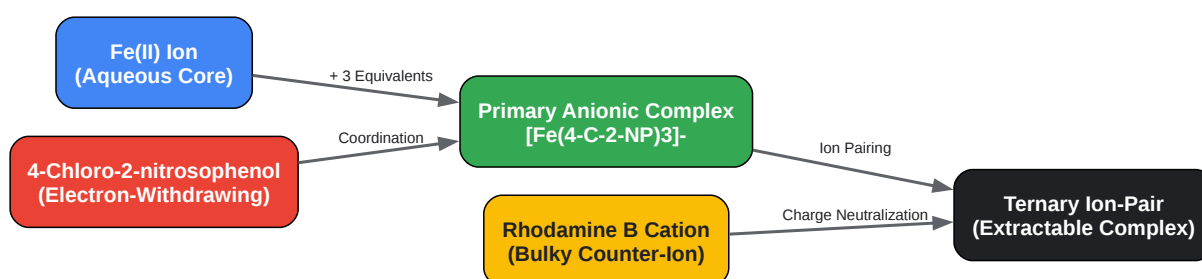 Fe(II) Ion
(Aqueous Core)
+ 3 Equivalents
4-Chloro-2-nitrosophenol
(Electron-Withdrawing)
Coordination
Primary Anionic Complex
[Fe(4-C-2-NP)3]-
Ion Pairing
Rhodamine B Cation
(Bulky Counter-Ion)
Charge Neutralization
Ternary Ion-Pair
(Extractable Complex)